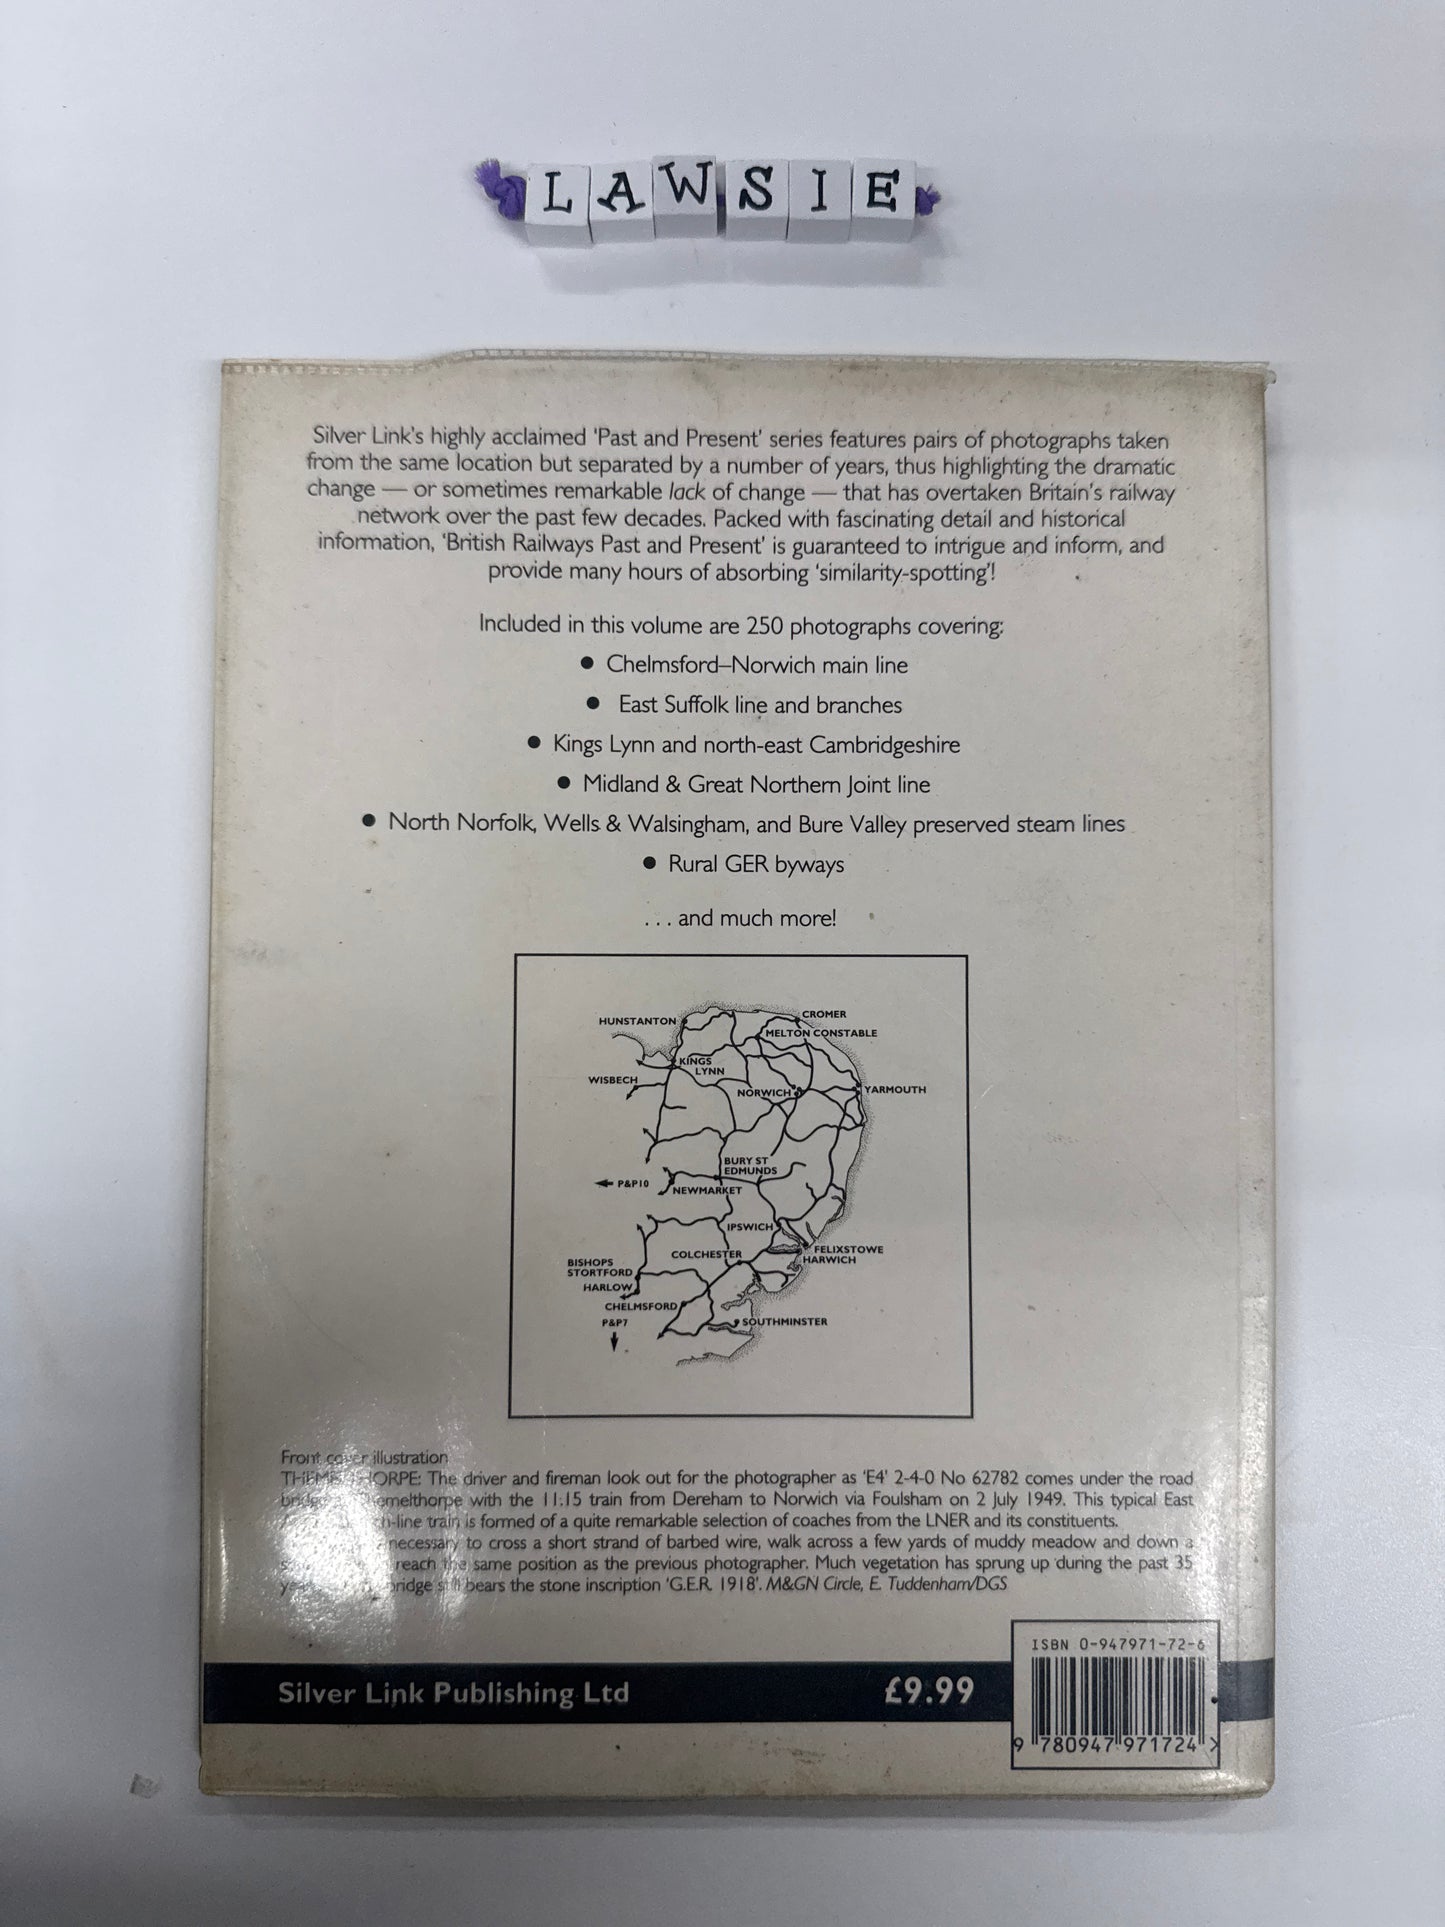 LAWSIE
Silver Link's highly acclaimed 'Past and Present' series features pairs of photographs taken
from the same location but separated by a number of years, thus highlighting the dramatic
change — or sometimes remarkable lack of change — that has overtaken Britain's railway
network over the past few decades. Packed with fascinating detail and historical
information, 'British Railways Past and Present' is guaranteed to intrigue and inform, and
provide many hours of absorbing 'similarity-spotting'!
Included in this volume are 250 photographs covering:
● Chelmsford–Norwich main line
● East Suffolk line and branches
● Kings Lynn and north-east Cambridgeshire
● Midland & Great Northern Joint line
● North Norfolk, Wells & Walsingham, and Bure Valley preserved steam lines
● Rural GER byways
. . . and much more!
HUNSTANTON
CROMER
MELTON CONSTABLE
KINGS
LYNN
WISBECH
NORWICH
YARMOUTH
BURY ST
EDMUNDS
P&P10
NEWMARKET
IPSWICH
COLCHESTER
FELIXSTOWE
HARWICH
BISHOPS
STORTFORD
HARLOW
CHELMSFORD
P&P7
SOUTHMINSTER
Front cover illustration
THEMELTHORPE: The driver and fireman look out for the photographer as 'E4' 2-4-0 No 62782 comes under the road
bridge Themelthorpe with the 11.15 train from Dereham to Norwich via Foulsham on 2 July 1949. This typical East
train is formed of a quite remarkable selection of coaches from the LNER and its constituents.
necessary to cross a short strand of barbed wire, walk across a few yards of muddy meadow and down a
reach the same position as the previous photographer. Much vegetation has sprung up during the past 35
bridge still bears the stone inscription 'G.E.R. 1918'. M&GN Circle, E. Tuddenham/DGS
ISBN 0-947971-72-6
Silver Link Publishing Ltd
£9.99
9 780947 971724 >